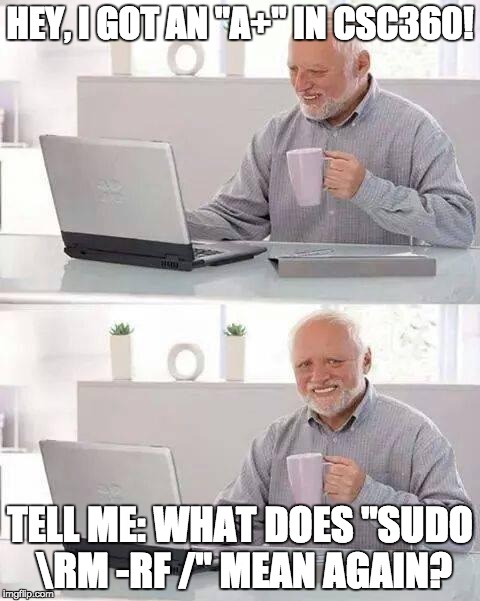 HEY, I GOT AN "A+" IN CSC360!
TELL ME: WHAT DOES "SUDO
\RM -RF /" MEAN AGAIN?
imgflip.com